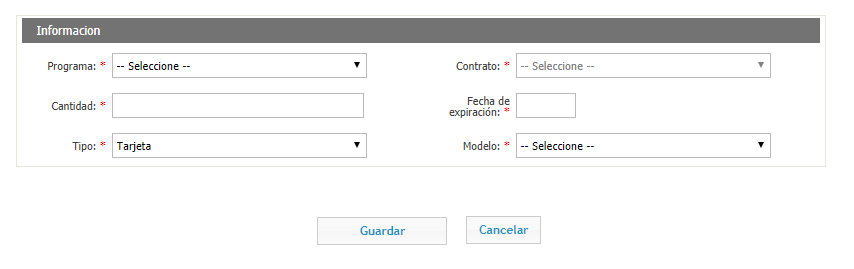 Informacion
Programa: * -- Seleccione --
Contrato: * -- Seleccione --
Cantidad: *
Fecha de
expiración: *
Tipo: * Tarjeta
Modelo: * -- Seleccione --
Guardar
Cancelar